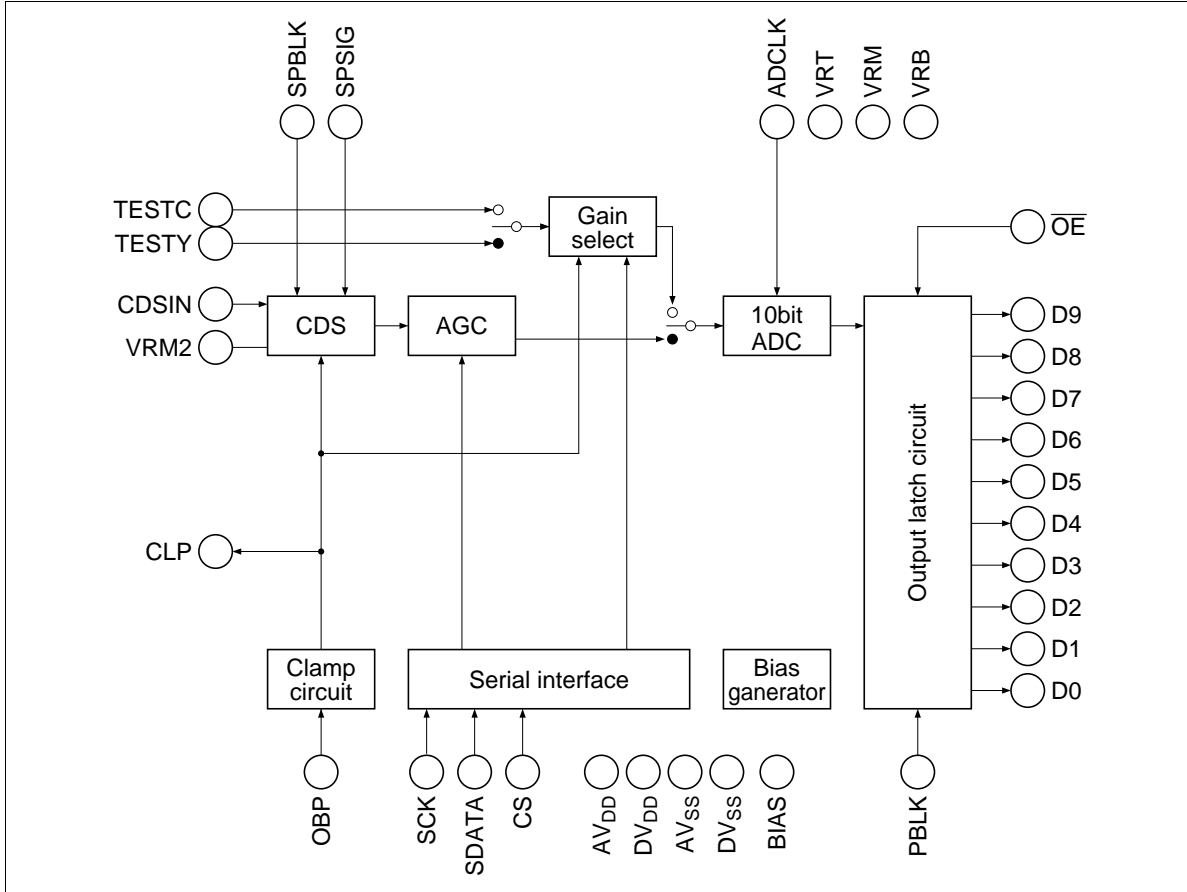 SPBLK
SPSIG
ADCLK
VRT
VRM
VRB
TESTC
TESTY
Gain
select
OE
CDSIN
VRM2
CDS
AGC
10bit
ADC
Output latch circuit
D9
D8
D7
D6
D5
D4
D3
D2
D1
D0
CLP
Clamp
circuit
Serial interface
Bias
ganerator
OBP
SCK
SDATA
CS
AVDD
DVDD
AVSS
DVSS
BIAS
PBLK